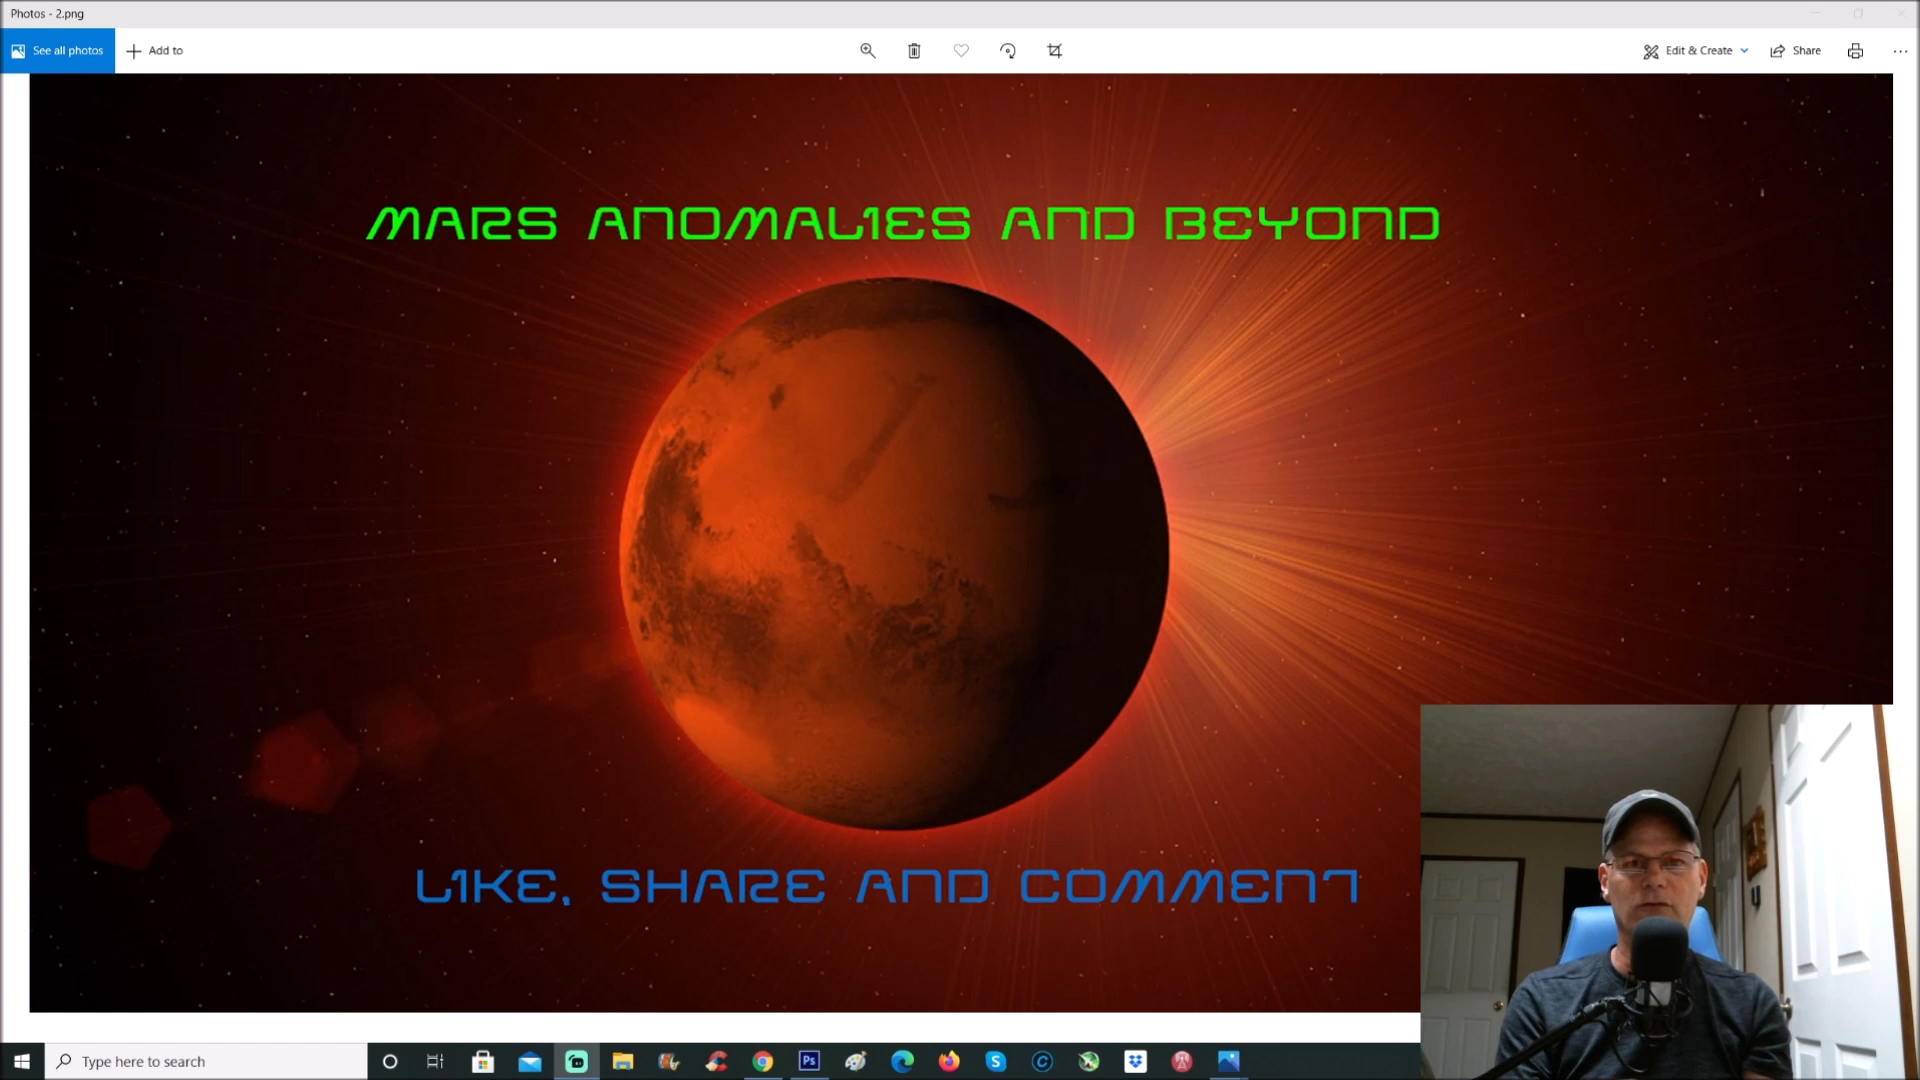 Photos - 2.png
See all photos
Add to
Edit & Create
Share
MARS ANOMALIES AND BEYOND
LIKE, SHARE AND COMMENT
Type here to search
Ps